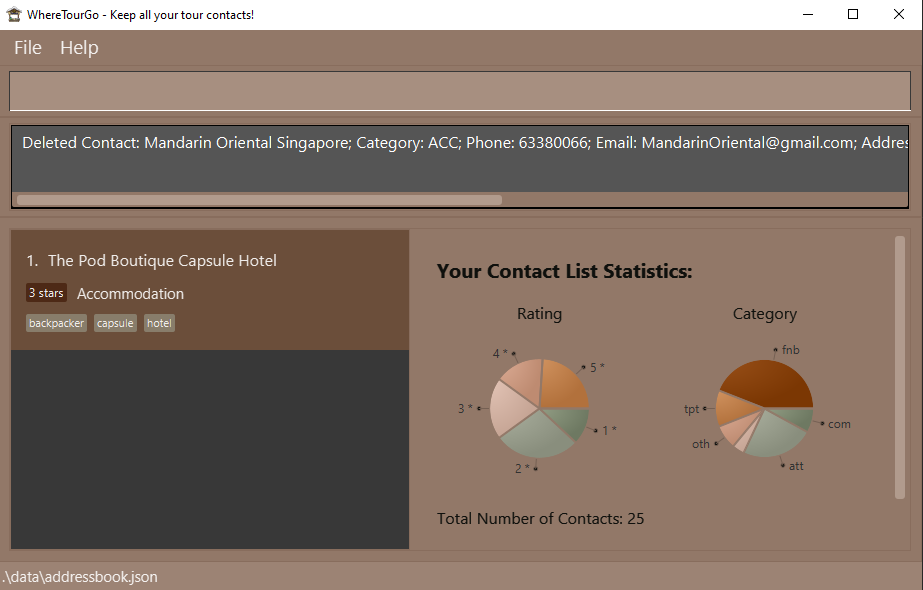 WhereTourGo - Keep all your tour contacts!
File Help
Deleted Contact: Mandarin Oriental Singapore; Category: ACC; Phone: 63380066; Email: MandarinOriental@gmail.com; Addres
1. The Pod Boutique Capsule Hotel
3 stars Accommodation
backpacker capsule hotel
Your Contact List Statistics:
Rating Category
4 *
5 *
3 *
1 *
2 *
fnb
tpt
com
oth
att
Total Number of Contacts: 25
.\data\addressbook.json